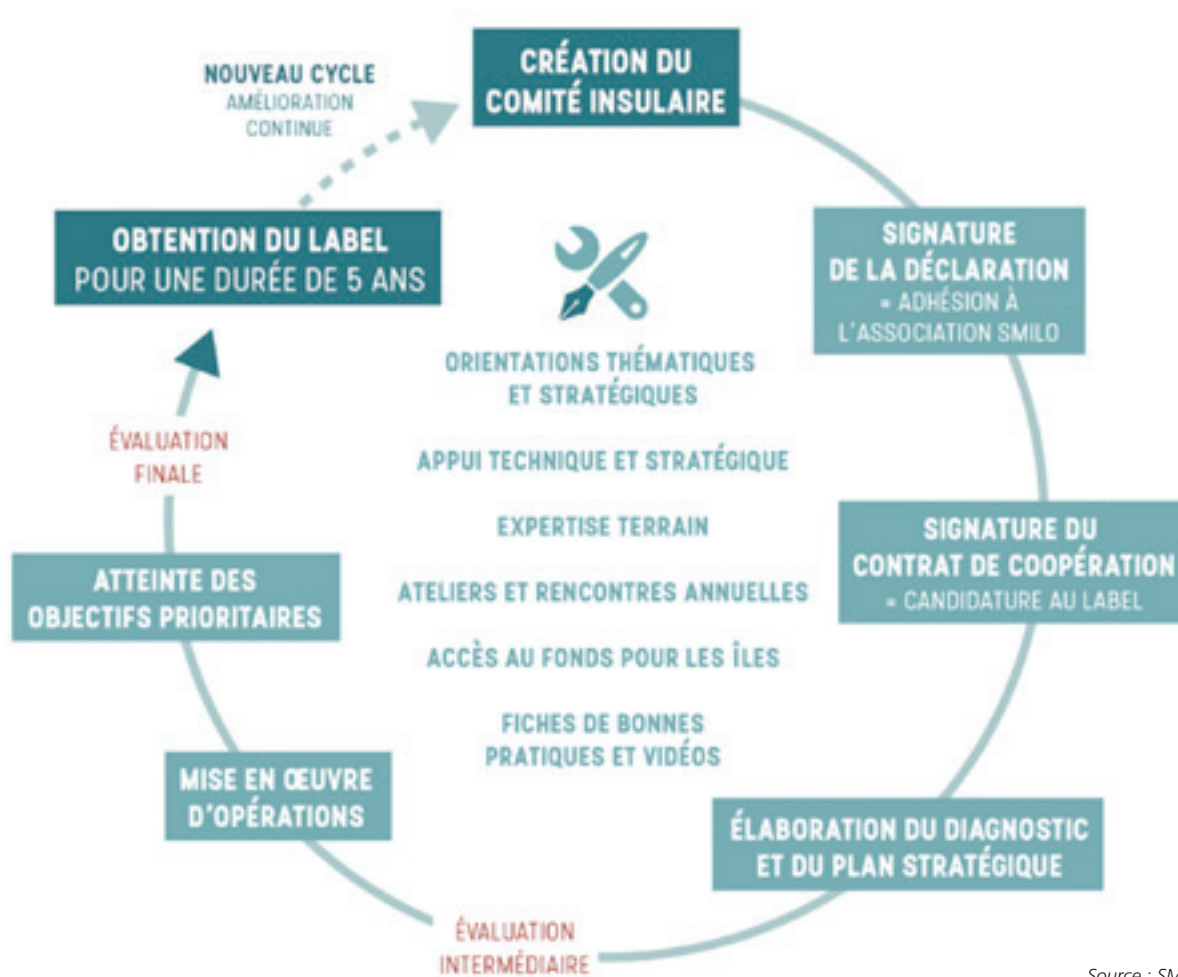 CRÉATION DU
COMITÉ INSULAIRE
SIGNATURE
DE LA DÉCLARATION
= ADHÉSION À
L'ASSOCIATION SMILO
SIGNATURE DU
CONTRAT DE COOPÉRATION
= CANDIDATURE AU LABEL
ÉLABORATION DU DIAGNOSTIC
ET DU PLAN STRATÉGIQUE
ÉVALUATION
INTERMÉDIAIRE
MISE EN ŒUVRE
D'OPÉRATIONS
ATTEINTE DES
OBJECTIFS PRIORITAIRES
ÉVALUATION
FINALE
OBTENTION DU LABEL
POUR UNE DURÉE DE 5 ANS
NOUVEAU CYCLE
AMÉLIORATION
CONTINUE
ORIENTATIONS THÉMATIQUES
ET STRATÉGIQUES
APPUI TECHNIQUE ET STRATÉGIQUE
EXPERTISE TERRAIN
ATELIERS ET RENCONTRES ANNUELLES
ACCÈS AU FONDS POUR LES ÎLES
FICHES DE BONNES
PRATIQUES ET VIDÉOS
Source :